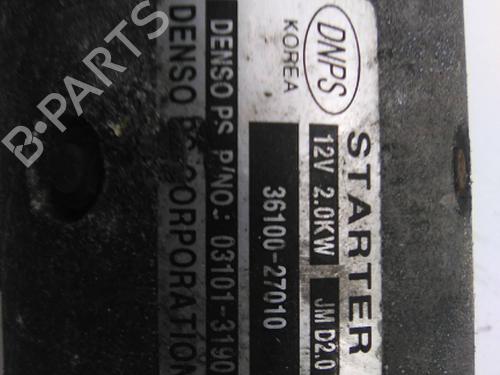 DNPS
KOREA
STARTER
12V 2.0KW
JM D2.0
36100-27010
DENSO PS P/NO.: 03101-3190
DENSO PS CORPORATION
B-PARTS